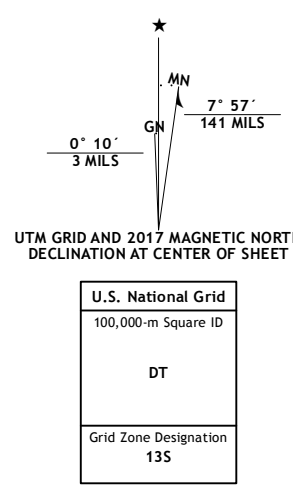 ★
MN
7° 57´
141 MILS
GN
0° 10´
3 MILS
UTM GRID AND 2017 MAGNETIC NORT
DECLINATION AT CENTER OF SHEET
U.S. National Grid
100,000-m Square ID
DT
Grid Zone Designation
13S